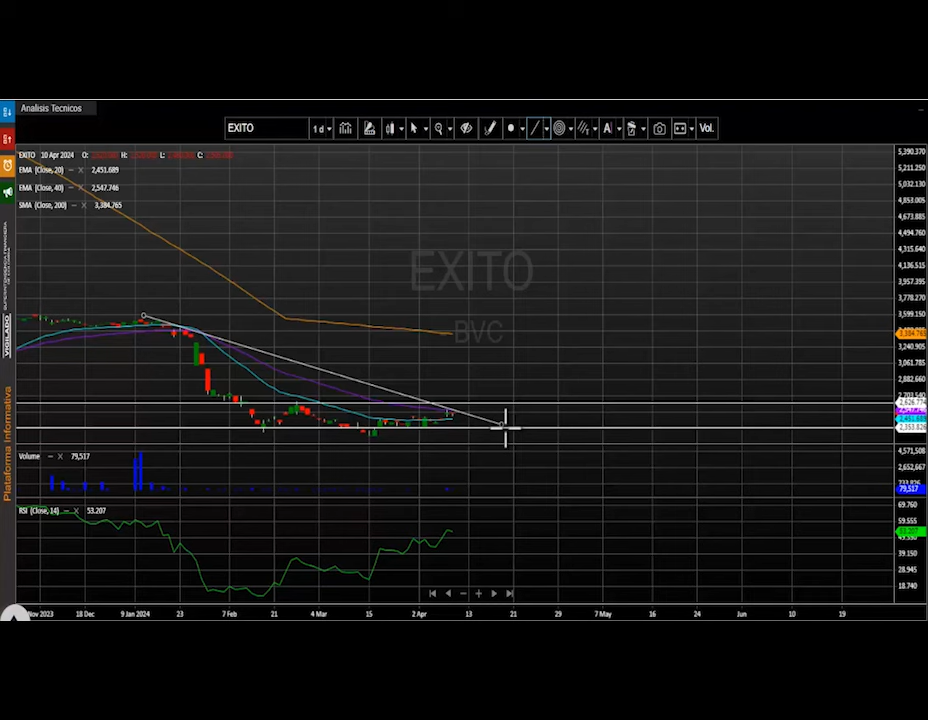 Analisis Tecnicos
EXITO
1 d
Vol.
EXITO 10 Apr 2024 O: H: L: C:
EMA (Close, 20) 2,451.689
EMA (Close, 40) 2,547.746
SMA (Close, 200) 3,384.765
EXITO
BVC
5,390.370
5,211.250
5,032.130
4,853.005
4,673.885
4,494.760
4,315.640
4,136.515
3,957.395
3,778.270
3,599.150
3,240.905
3,061.785
2,882.660
2,353.826
Volume 79,517
4,571,508
2,652,667
79,517
RSI (Close, 14) 53.207
69.760
59.555
39.150
28.945
18.740
Nov 2023
18 Dec
9 Jan 2024
23
7 Feb
21
4 Mar
15
2 Apr
13
21
29
7 May
16
24
Jun
10
19
VIGILADO
Plataforma Informativa